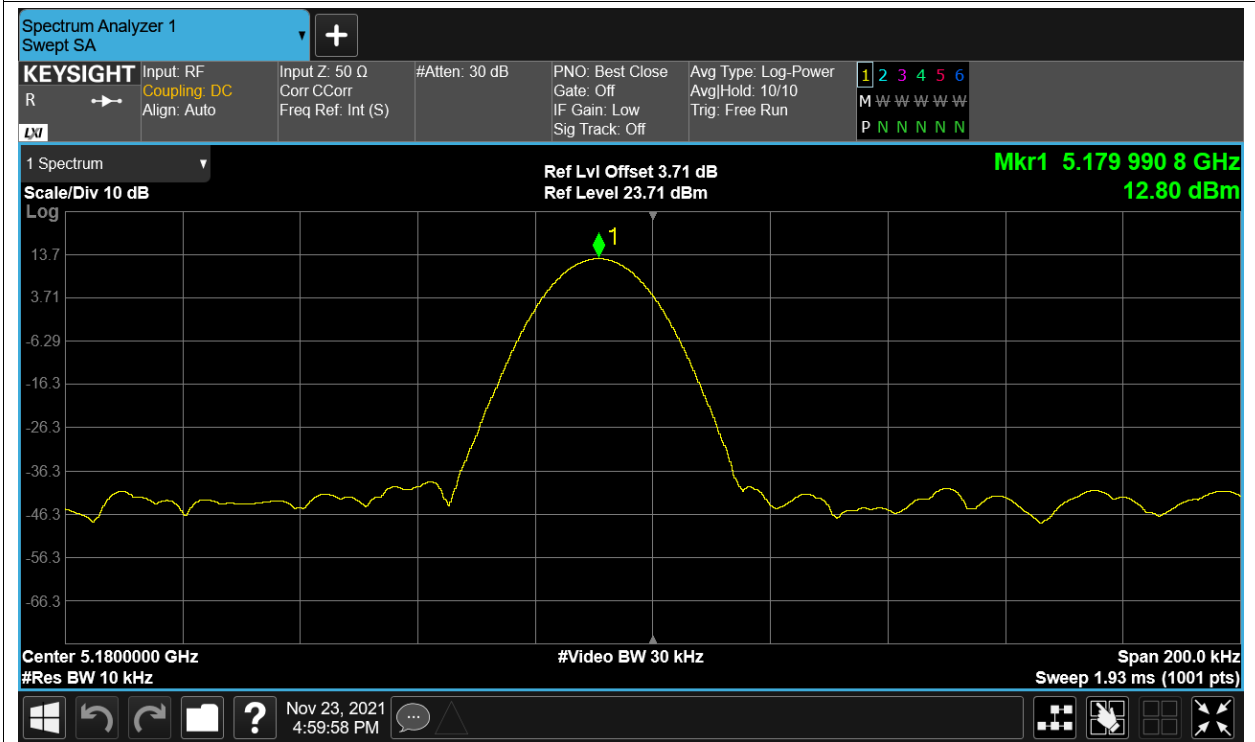 Spectrum Analyzer 1
Swept SA
+
KEYSIGHT
R
LXI
Input: RF
Coupling: DC
Align: Auto
Input Z: 50 Ω
Corr CCorr
Freq Ref: Int (S)
#Atten: 30 dB
PNO: Best Close
Gate: Off
IF Gain: Low
Sig Track: Off
Avg Type: Log-Power
Avg|Hold: 10/10
Trig: Free Run
1 2 3 4 5 6
M W W W W W
P N N N N N
1 Spectrum
Scale/Div 10 dB
Log
Ref Lvl Offset 3.71 dB
Ref Level 23.71 dBm
Mkr1 5.179 990 8 GHz
12.80 dBm
1
13.7
3.71
-6.29
-16.3
-26.3
-36.3
-46.3
-56.3
-66.3
Center 5.1800000 GHz
#Res BW 10 kHz
#Video BW 30 kHz
Span 200.0 kHz
Sweep 1.93 ms (1001 pts)
?
Nov 23, 2021
4:59:58 PM